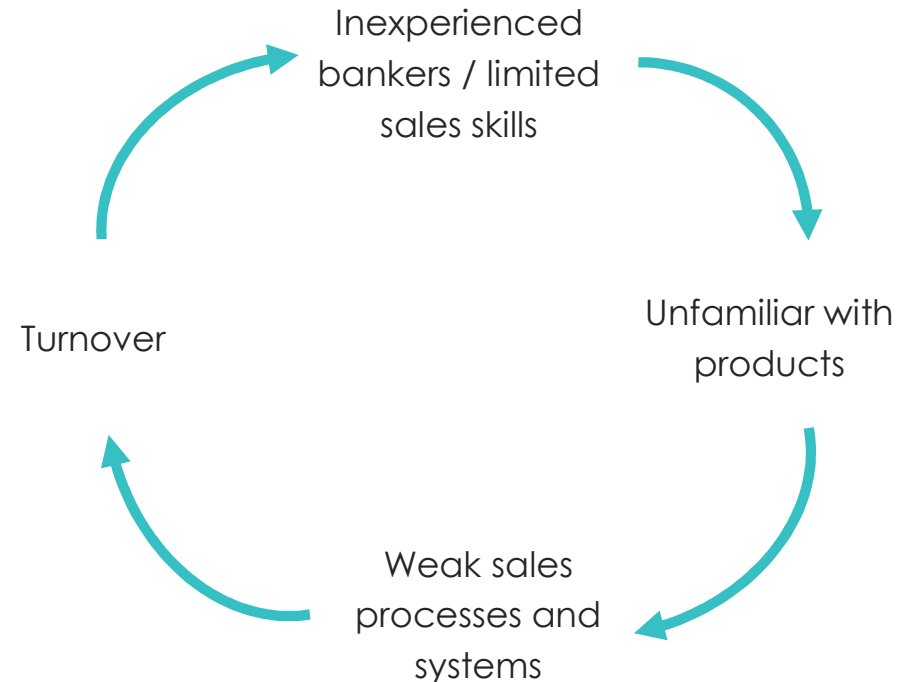 Inexperienced
bankers / limited
sales skills
Unfamiliar with
products
Turnover
Weak sales
processes and
systems